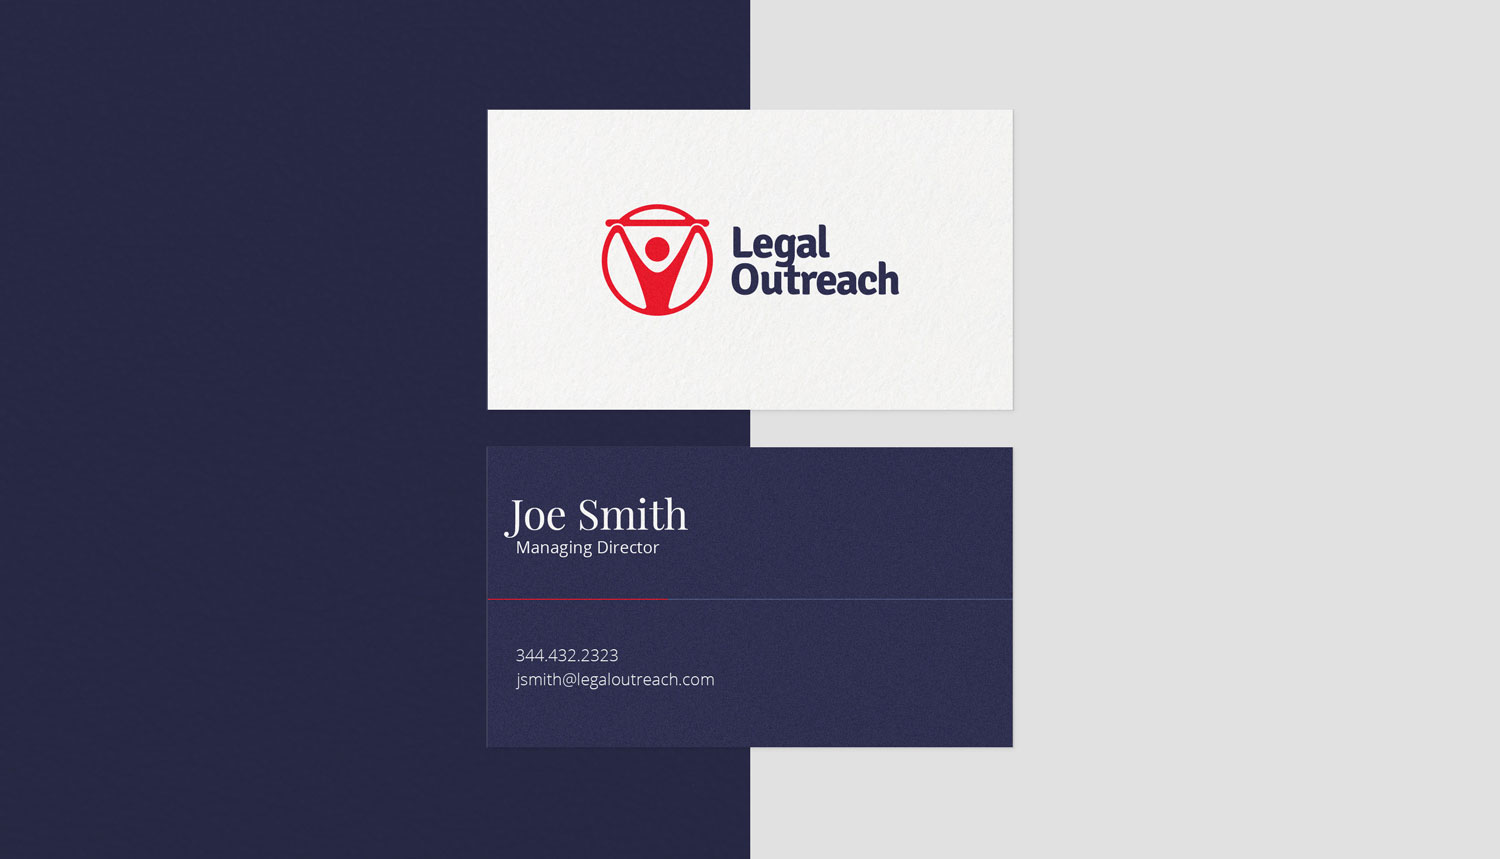 Legal
Outreach
Joe Smith
Managing Director
344.432.2323
jsmith@legaloutreach.com